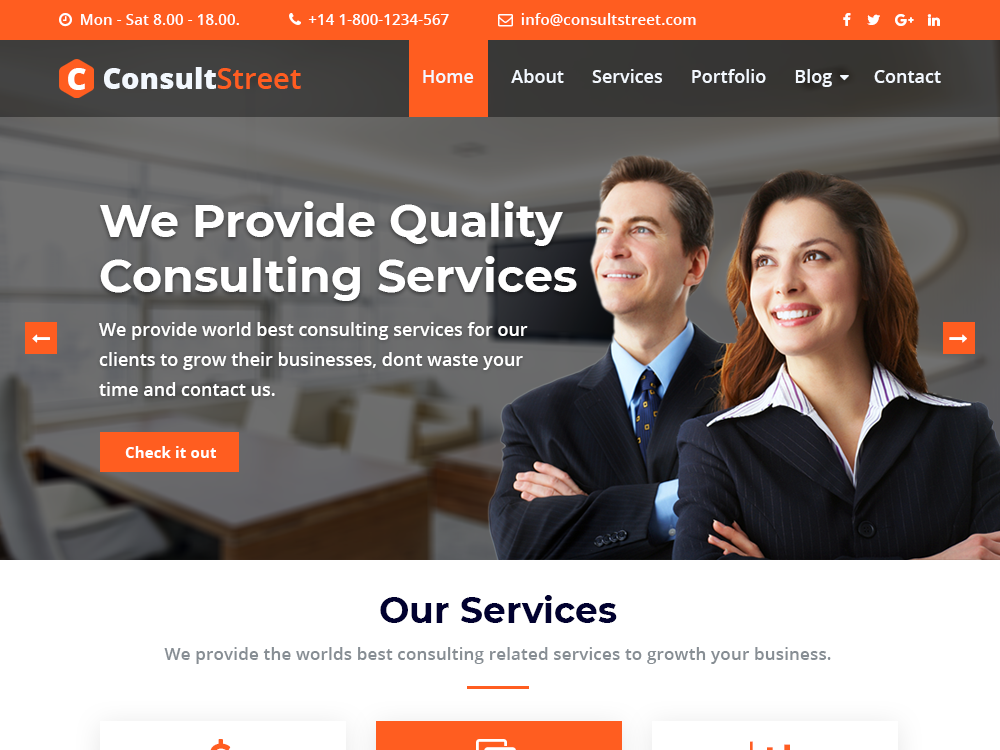 Mon - Sat 8.00 - 18.00.
+14 1-800-1234-567
info@consultstreet.com
C ConsultStreet
Home
About
Services
Portfolio
Blog
Contact
We Provide Quality
Consulting Services
We provide world best consulting services for our
clients to grow their businesses, dont waste your
time and contact us.
Check it out
Our Services
We provide the worlds best consulting related services to growth your business.